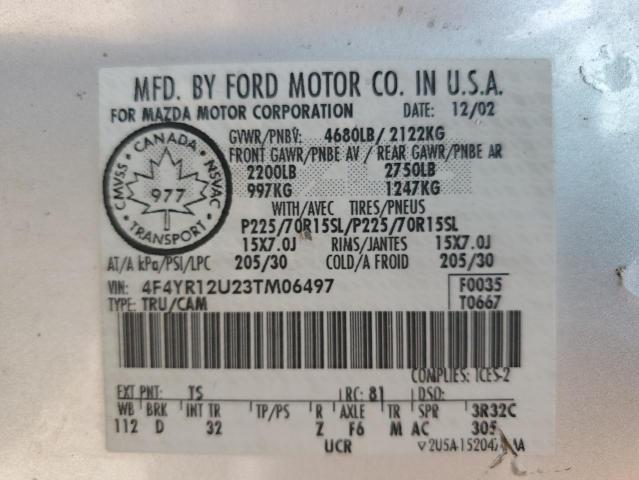 MFD. BY FORD MOTOR CO. IN U.S.A.
FOR MAZDA MOTOR CORPORATION DATE: 12/02
GVWR/PNBV: 4680LB/ 2122KG
FRONT GAWR/PNBE AV / REAR GAWR/PNBE AR
2200LB 2750LB
997KG 1247KG
WITH/AVEC TIRES/PNEUS
P225/70R15SL/P225/70R15SL
15X7.0J RIMS/JANTES 15X7.0J
AT/A kPa/PSI/LPC 205/30 COLD/A FROID 205/30
CANADA
CMVSS NSVAC
977
TRANSPORT
VIN: 4F4YR12U23TM06497 F0035
TYPE: TRU/CAM T0667
COMPLIES: ICES-2
EXT PNT: TS RC: 81 DSO:
WB BRK INT TR TP/PS R AXLE TR SPR 3R32C
112 D 32 Z F6 M AC 305
UCR